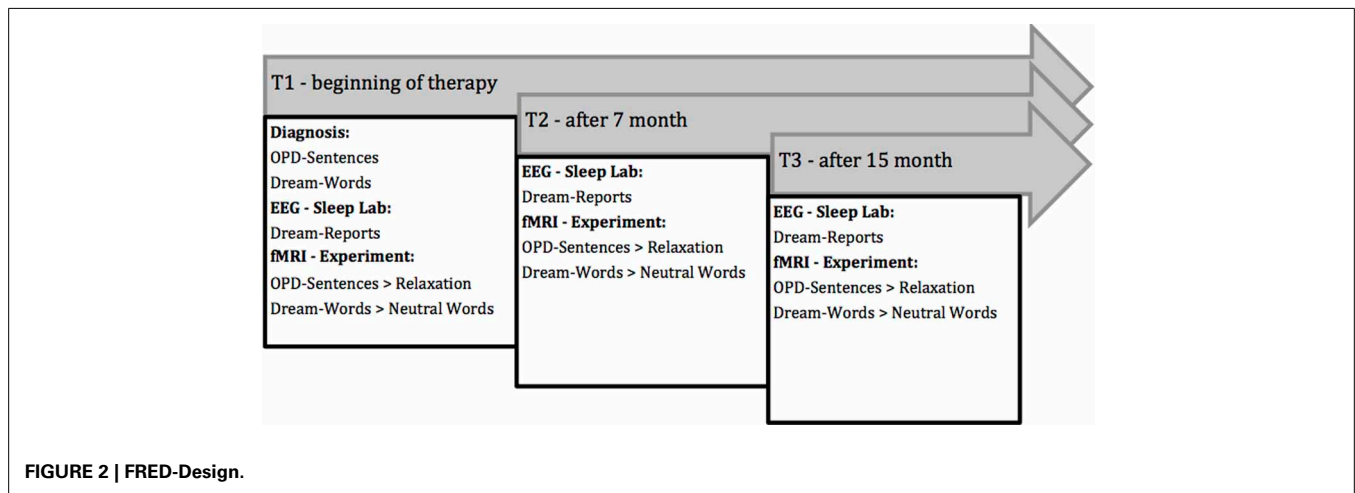 T1 - beginning of therapy
Diagnosis:
OPD-Sentences
Dream-Words
EEG - Sleep Lab:
Dream-Reports
fMRI - Experiment:
OPD-Sentences > Relaxation
Dream-Words > Neutral Words
T2 - after 7 month
EEG - Sleep Lab:
Dream-Reports
fMRI - Experiment:
OPD-Sentences > Relaxation
Dream-Words > Neutral Words
T3 - after 15 month
EEG - Sleep Lab:
Dream-Reports
fMRI - Experiment:
OPD-Sentences > Relaxation
Dream-Words > Neutral Words
FIGURE 2 | FRED-Design.